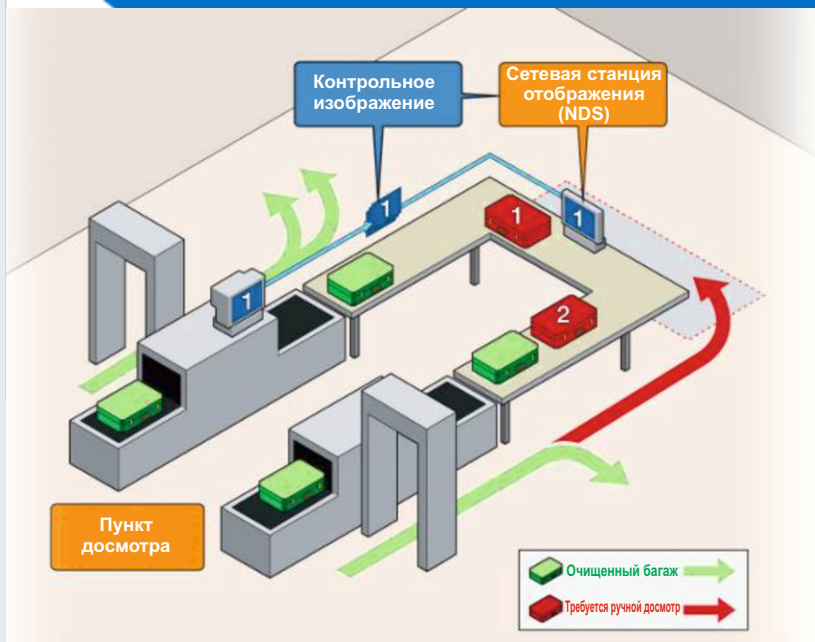 Контрольное
изображение
Сетевая станция
отображения
(NDS)
1
1
1
1
2
Пункт
досмотра
Очищенный багаж
Требуется ручной досмотр